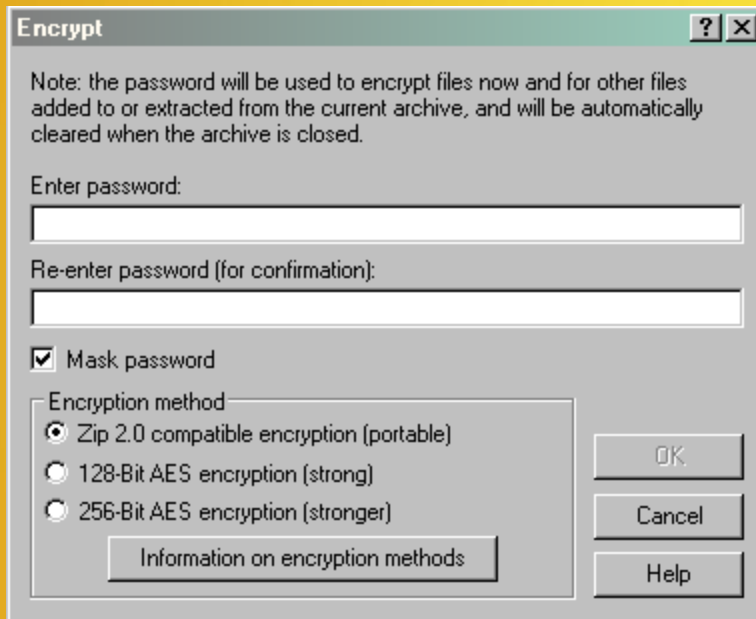 Encrypt
Note: the password will be used to encrypt files now and for other files
added to or extracted from the current archive, and will be automatically
cleared when the archive is closed.
Enter password:
Re-enter password (for confirmation):
Mask password
Encryption method
Zip 2.0 compatible encryption (portable)
128-Bit AES encryption (strong)
256-Bit AES encryption (stronger)
Information on encryption methods
OK
Cancel
Help